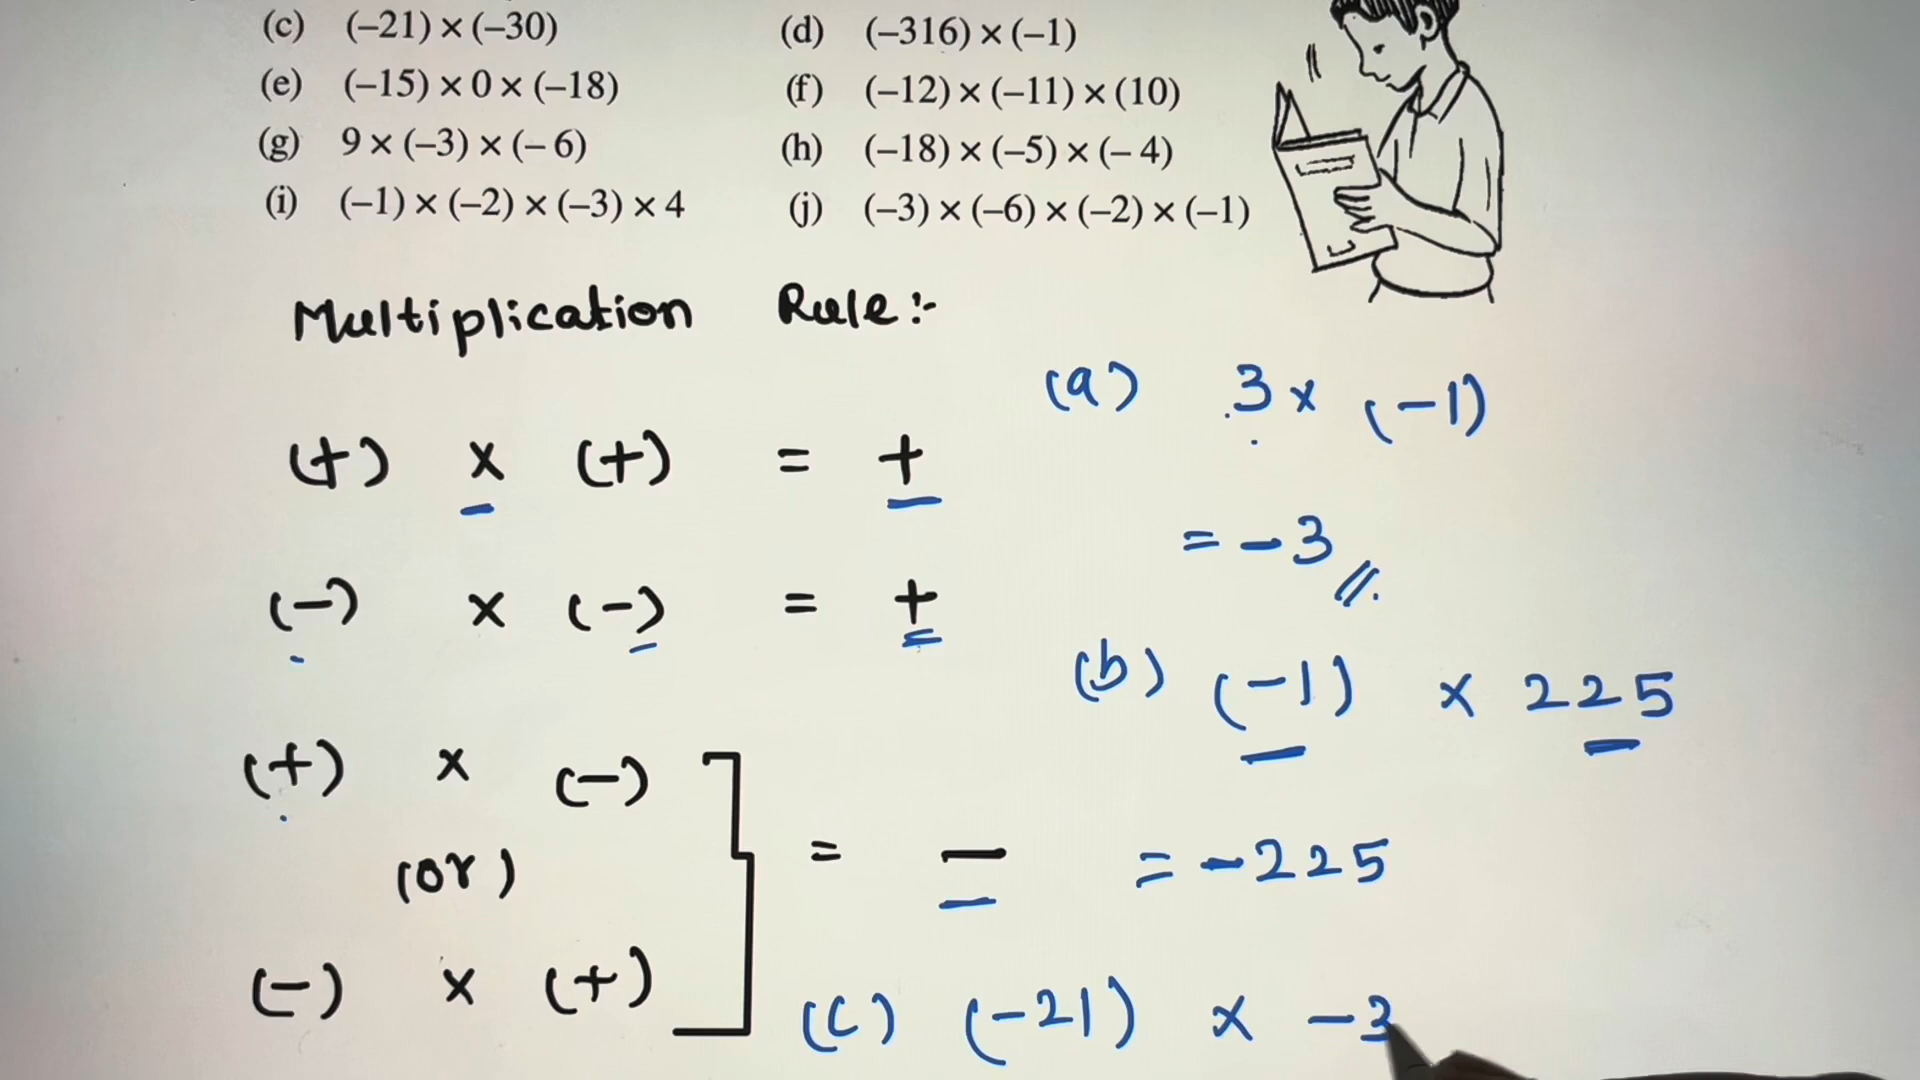 (c) (–21) × (–30) (d) (–316) × (–1)
(e) (–15) × 0 × (–18) (f) (–12) × (–11) × (10)
(g) 9 × (–3) × (– 6) (h) (–18) × (–5) × (– 4)
(i) (–1) × (–2) × (–3) × 4 (j) (–3) × (–6) × (–2) × (–1)
Multiplication Rule :-
(+) × (+) = +
(-) × (-) = +
(+) × (-)
(or)
(-) × (+)
= -
(a) 3 × (-1)
= -3
(b) (-1) × 225
= -225
(c) (-21) × -3